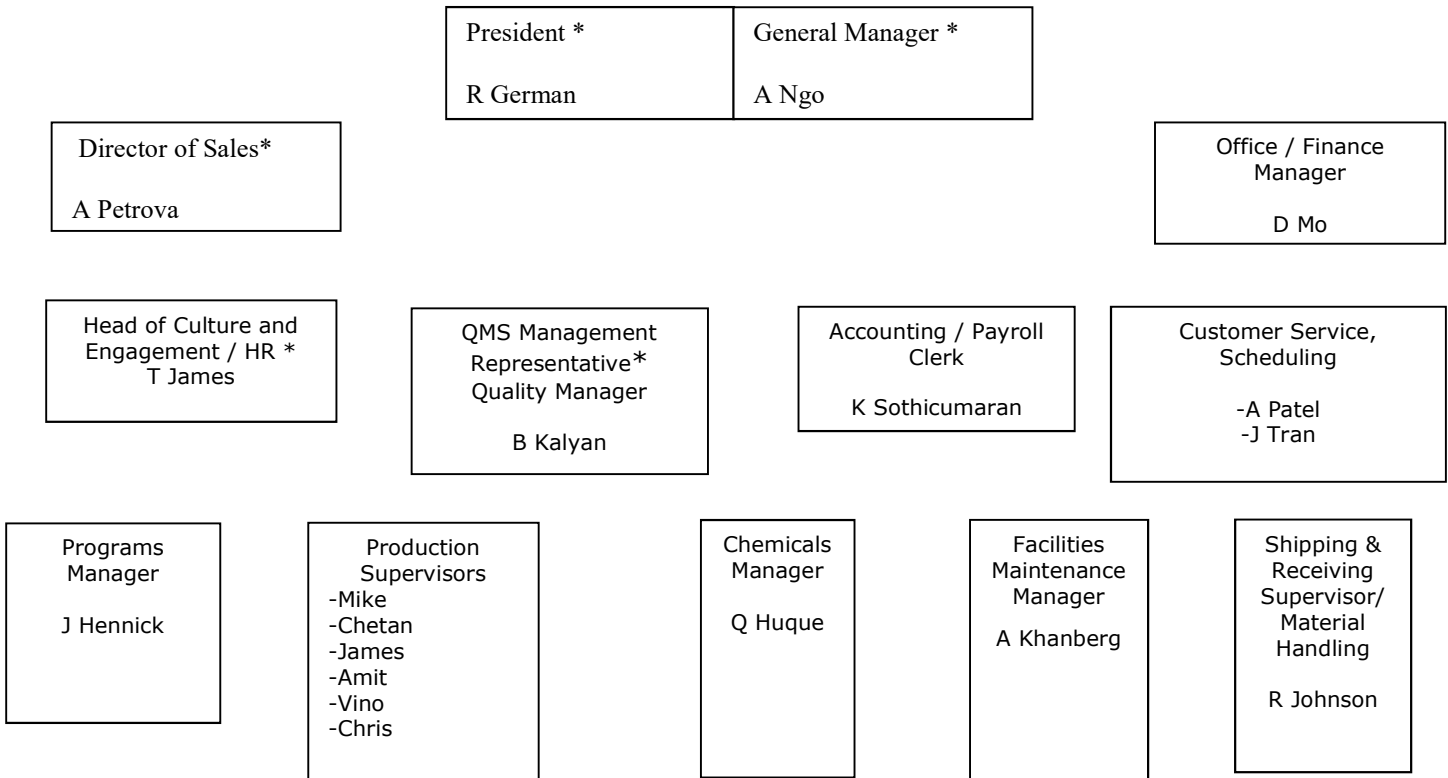 President *
R German
General Manager *
A Ngo
Director of Sales*
A Petrova
Office / Finance
Manager
D Mo
Head of Culture and
Engagement / HR *
T James
QMS Management
Representative*
Quality Manager
B Kalyan
Accounting / Payroll
Clerk
K Sothicumaran
Customer Service,
Scheduling
-A Patel
-J Tran
Programs
Manager
J Hennick
Production
Supervisors
-Mike
-Chetan
-James
-Amit
-Vino
-Chris
Chemicals
Manager
Q Huque
Facilities
Maintenance
Manager
A Khanberg
Shipping &
Receiving
Supervisor/
Material
Handling
R Johnson